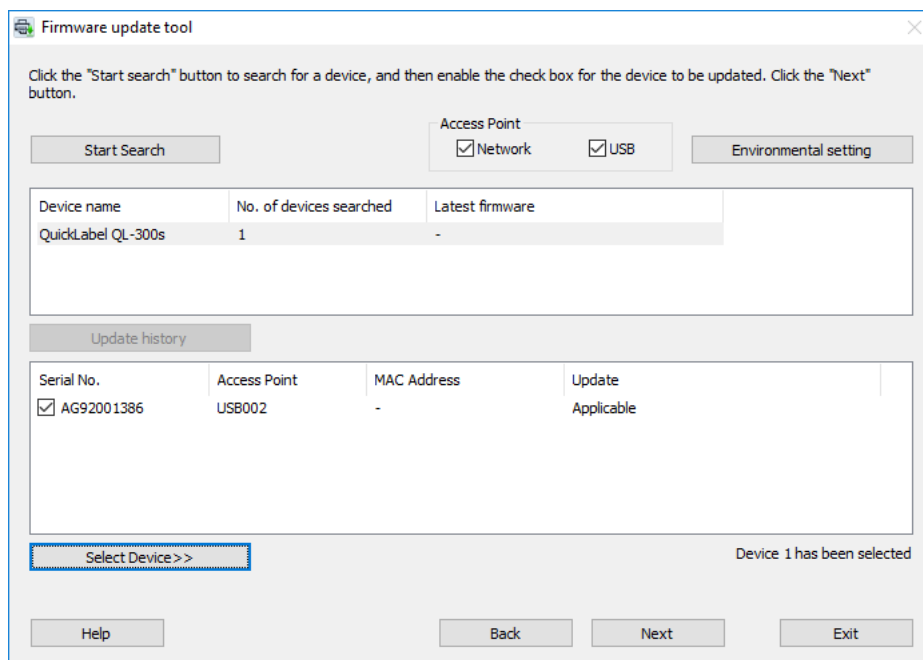 Firmware update tool
Click the "Start search" button to search for a device, and then enable the check box for the device to be updated. Click the "Next"
button.
Access Point
Start Search
Network
USB
Environmental setting
Device name No. of devices searched Latest firmware
QuickLabel QL-300s 1 -
Update history
Serial No. Access Point MAC Address Update
AG92001386 USB002 - Applicable
Select Device>>
Device 1 has been selected
Help
Back
Next
Exit